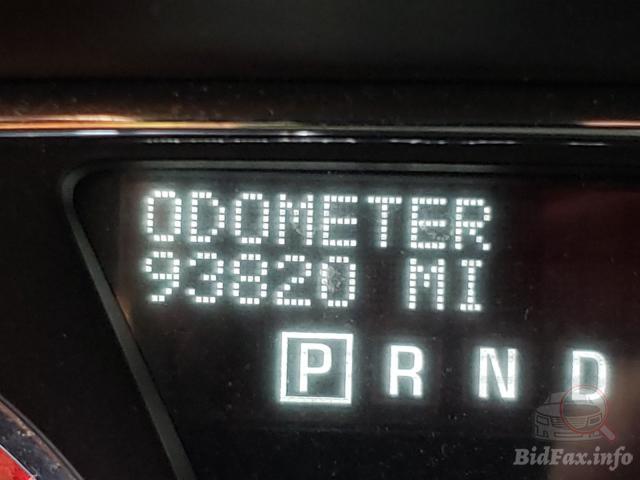 ODOMETER
93820 MI
P R N D
BidFax.info